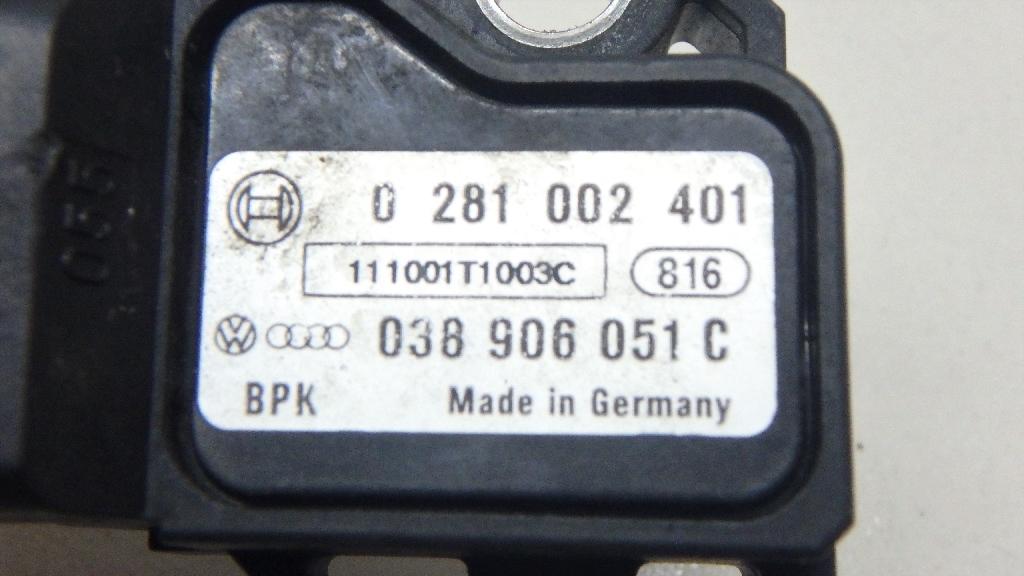 0 281 002 401
111001T1003C 816
038 906 051 C
BPK Made in Germany